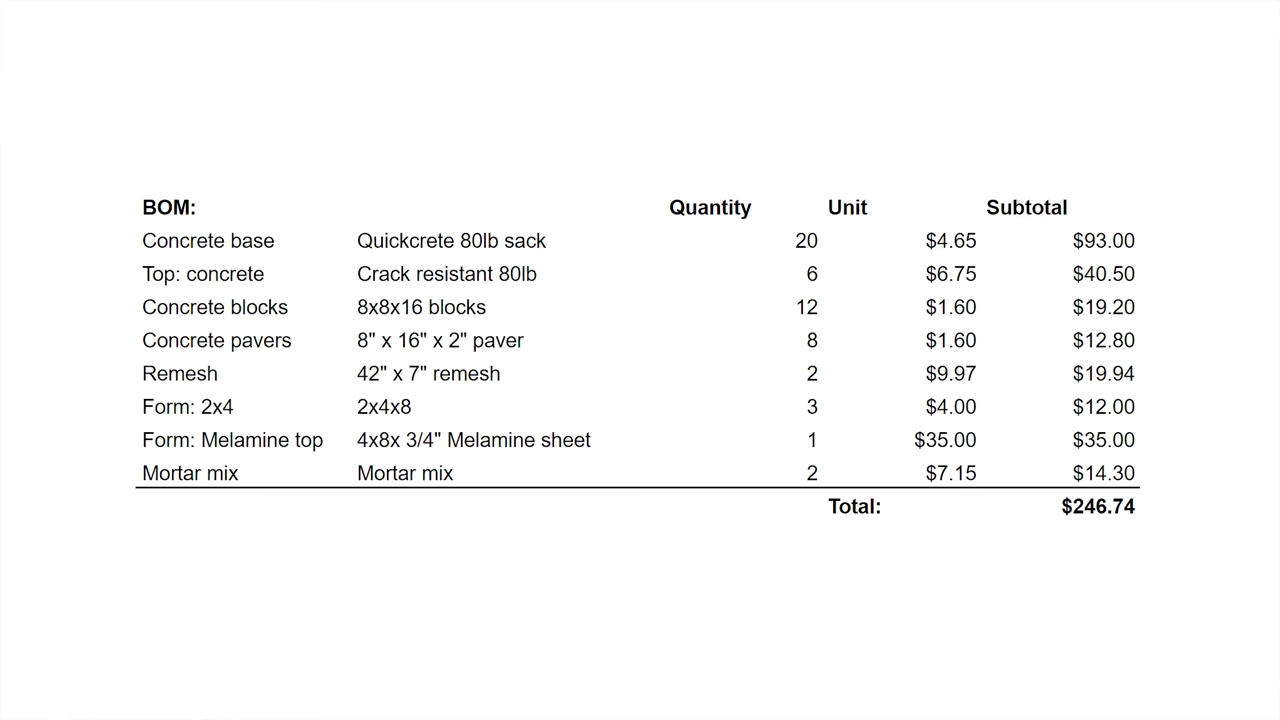 BOM: Quantity Unit Subtotal
Concrete base Quickcrete 80lb sack 20 $4.65 $93.00
Top: concrete Crack resistant 80lb 6 $6.75 $40.50
Concrete blocks 8x8x16 blocks 12 $1.60 $19.20
Concrete pavers 8" x 16" x 2" paver 8 $1.60 $12.80
Remesh 42" x 7" remesh 2 $9.97 $19.94
Form: 2x4 2x4x8 3 $4.00 $12.00
Form: Melamine top 4x8x 3/4" Melamine sheet 1 $35.00 $35.00
Mortar mix Mortar mix 2 $7.15 $14.30
Total: $246.74